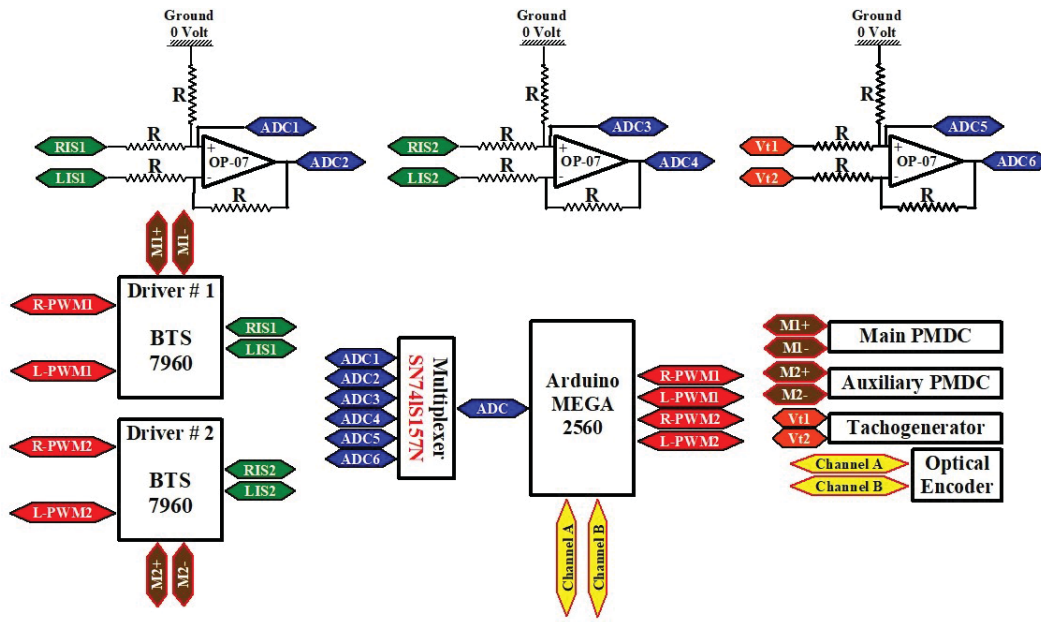 Ground
0 Volt
R
R
RIS1
R
LIS1
+
-
OP-07
ADC1
ADC2
R
Ground
0 Volt
R
R
RIS2
R
LIS2
+
-
OP-07
ADC3
ADC4
R
Ground
0 Volt
R
R
Vt1
R
Vt2
+
-
OP-07
ADC5
ADC6
R
M1+
M1-
Driver # 1
BTS
7960
R-PWM1
L-PWM1
RIS1
LIS1
Driver # 2
BTS
7960
R-PWM2
L-PWM2
RIS2
LIS2
M2+
M2-
ADC1
ADC2
ADC3
ADC4
ADC5
ADC6
Multiplexer
SN74IS157N
ADC
Arduino
MEGA
2560
R-PWM1
L-PWM1
R-PWM2
L-PWM2
Channel A
Channel B
M1+
M1-
Main PMDC
M2+
M2-
Auxiliary PMDC
Vt1
Vt2
Tachogenerator
Channel A
Channel B
Optical
Encoder